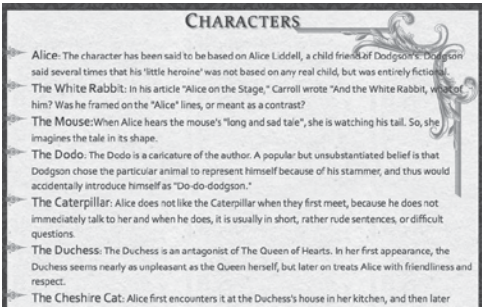 CHARACTERS
Alice: The character has been said to be based on Alice Liddell, a child friend of Dodgson's. Dodgson
said several times that his 'little heroine' was not based on any real child, but was entirely fictional.
The White Rabbit: In his article "Alice on the Stage," Carroll wrote "And the White Rabbit, what of
him? Was he framed on the "Alice" lines, or meant as a contrast?
The Mouse:When Alice hears the mouse's "long and sad tale", she is watching his tail. So, she
imagines the tale in its shape.
The Dodo: The Dodo is a caricature of the author. A popular but unsubstantiated belief is that
Dodgson chose the particular animal to represent himself because of his stammer, and thus would
accidentally introduce himself as "Do-do-dodgson."
The Caterpillar: Alice does not like the Caterpillar when they first meet, because he does not
immediately talk to her and when he does, it is usually in short, rather rude sentences, or difficult
questions.
The Duchess: The Duchess is an antagonist of The Queen of Hearts. In her first appearance, the
Duchess seems nearly as unpleasant as the Queen herself, but later on treats Alice with friendliness and
respect.
The Cheshire Cat: Alice first encounters it at the Duchess's house in her kitchen, and then later